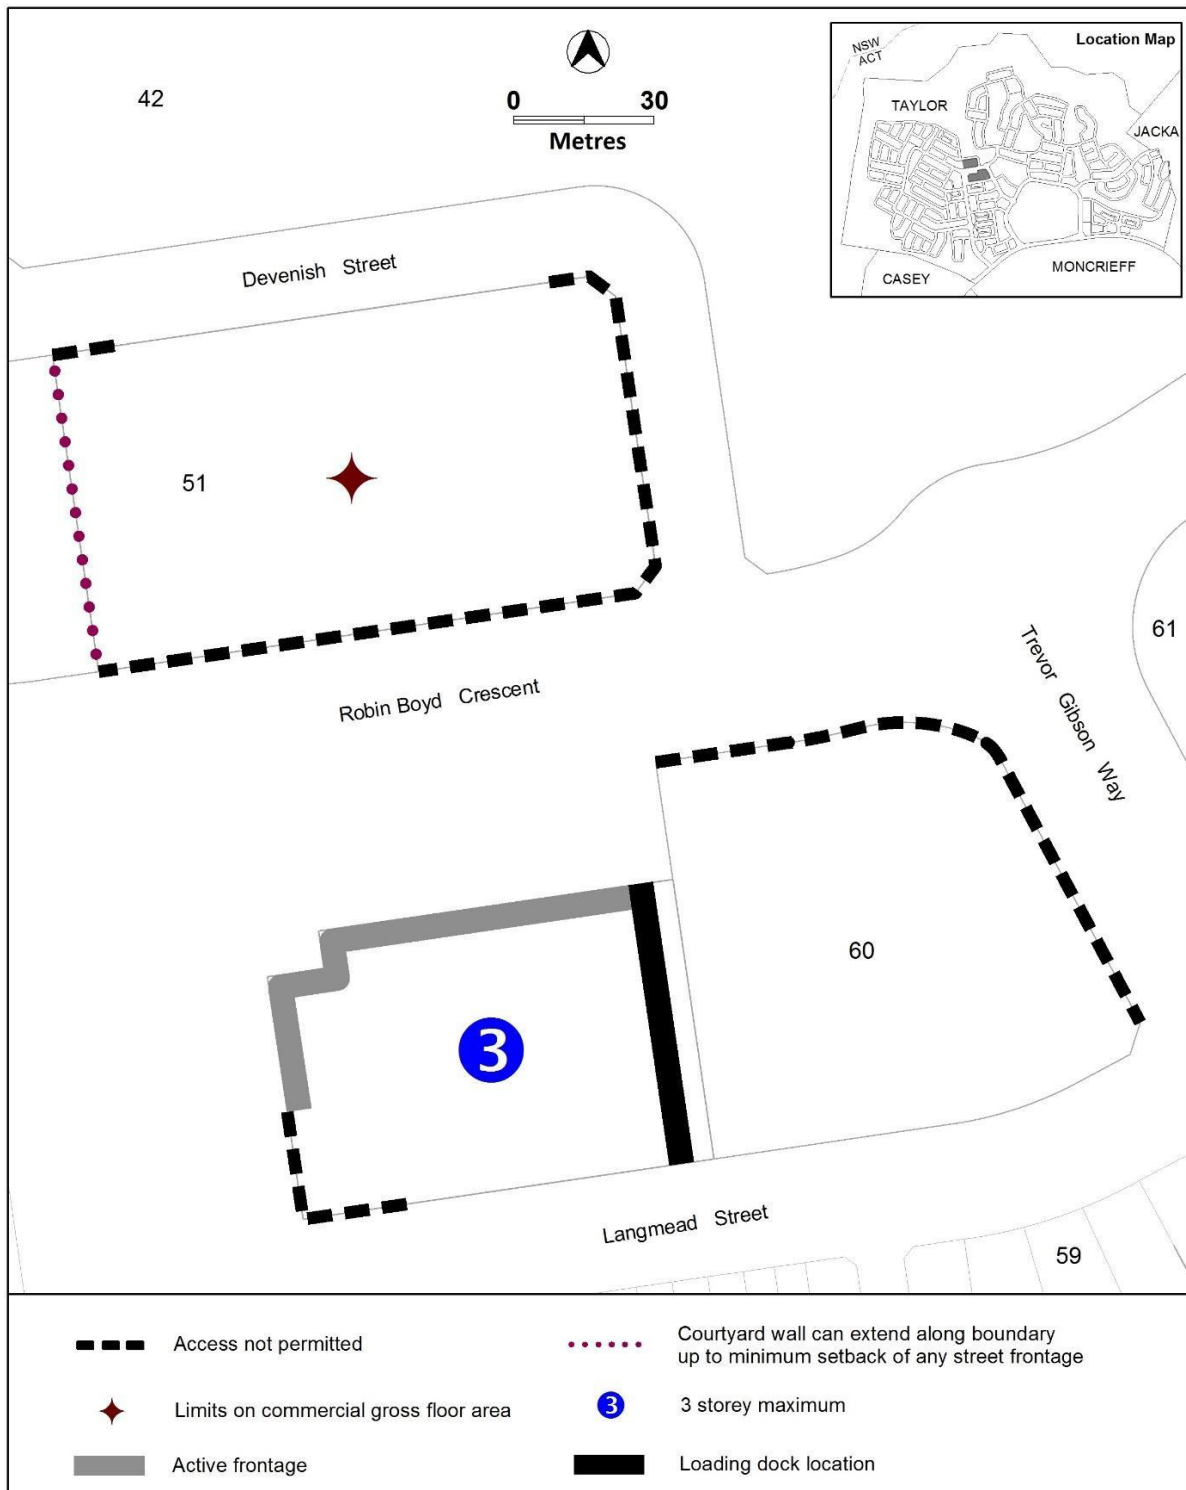 Location Map
NSW
ACT
TAYLOR
JACKA
CASEY
MONCRIEFF
42
0 30
Metres
Devenish Street
51
61
Trevor Gibson Way
Robin Boyd Crescent
60
3
Langmead Street
59
Access not permitted
Courtyard wall can extend along boundary
up to minimum setback of any street frontage
Limits on commercial gross floor area
3 3 storey maximum
Active frontage
Loading dock location